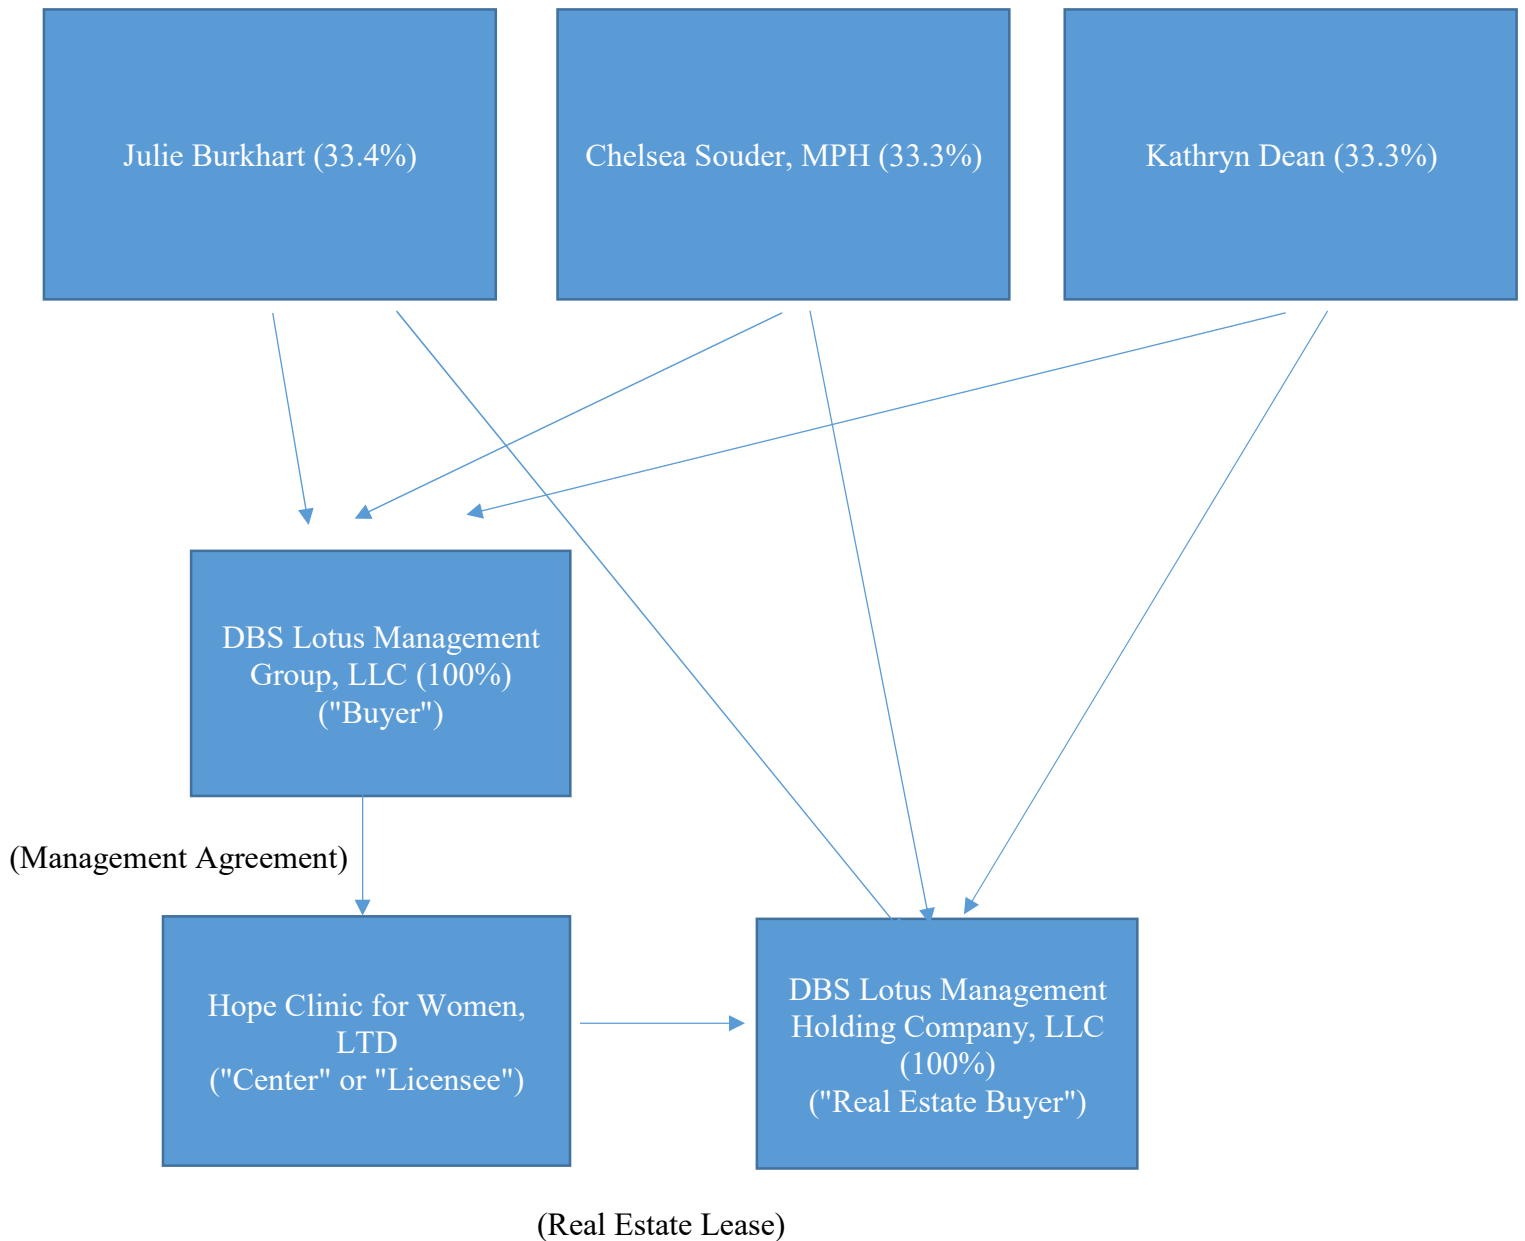 Julie Burkhart (33.4%)
Chelsea Souder, MPH (33.3%)
Kathryn Dean (33.3%)
DBS Lotus Management
Group, LLC (100%)
("Buyer")
(Management Agreement)
Hope Clinic for Women,
LTD
("Center" or "Licensee")
DBS Lotus Management
Holding Company, LLC
(100%)
("Real Estate Buyer")
(Real Estate Lease)